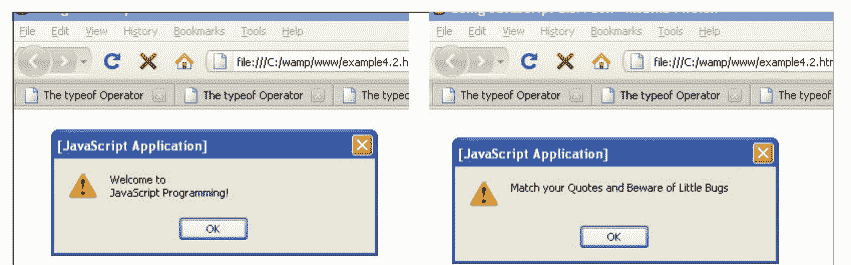 File Edit View History Bookmarks Tools Help
file:///C:/wamp/www/example4.2.h
The typeof Operator The typeof Operator The typeo
[JavaScript Application]
Welcome to
JavaScript Programming!
OK
File Edit View History Bookmarks Tools Help
file:///C:/wamp/www/example4.2.htm
The typeof Operator The typeof Operator The typeof
[JavaScript Application]
Match your Quotes and Beware of Little Bugs
OK